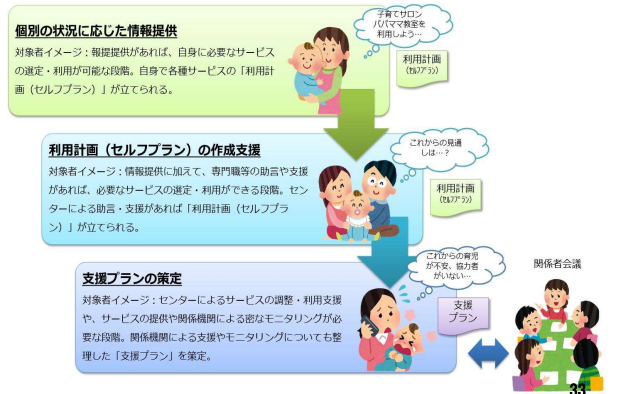 個別の状況に応じた情報提供
対象者イメージ：報提提供があれば、自身に必要なサービス
の選定・利用が可能な段階。自身で各種サービスの「利用計
画（セルフプラン）」が立てられる。
子育てサロン
パパママ教室を
利用しよう…
利用計画
（ｾﾙﾌﾌﾟﾗﾝ）
利用計画（セルフプラン）の作成支援
対象者イメージ：情報提供に加えて、専門職等の助言や支援
があれば、必要なサービスの選定・利用ができる段階。セン
ターによる助言・支援があれば「利用計画（セルフプラ
ン）」が立てられる。
これからの見通
しは…？
利用計画
（ｾﾙﾌﾌﾟﾗﾝ）
支援プランの策定
対象者イメージ：センターによるサービスの調整・利用支援
や、サービスの提供や関係機関による密なモニタリングが必
要な段階。関係機関による支援やモニタリングについても整
理した「支援プラン」を策定。
これからの育児
が不安、協力者
がいない…
支援
プラン
関係者会議
33